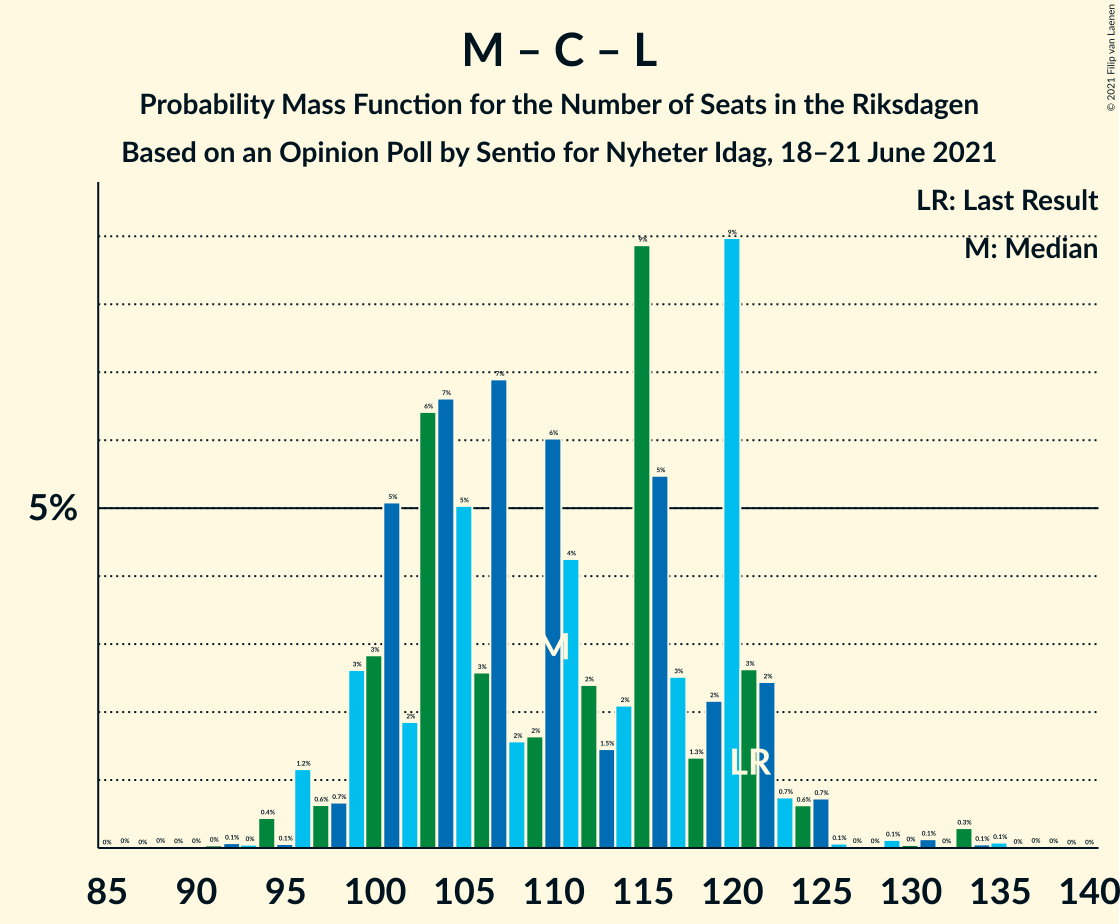 M – C – L
Probability Mass Function for the Number of Seats in the Riksdagen
Based on an Opinion Poll by Sentio for Nyheter Idag, 18–21 June 2021
© 2021 Filip van Laenen
LR: Last Result
M: Median
5%
0% 0% 0% 0% 0% 0% 0% 0.1% 0% 0.4% 0.1% 1.2% 0.6% 0.7% 3% 3% 5% 2% 6% 7% 5% 3% 7% 2% 2% 6% 4% 2% 1.5% 2% 9% 5% 3% 1.3% 2% 9% 3% 2% 0.7% 0.6% 0.7% 0.1% 0% 0% 0.1% 0% 0.1% 0% 0.3% 0.1% 0.1% 0% 0% 0% 0% 0%
M
LR
85 90 95 100 105 110 115 120 125 130 135 140